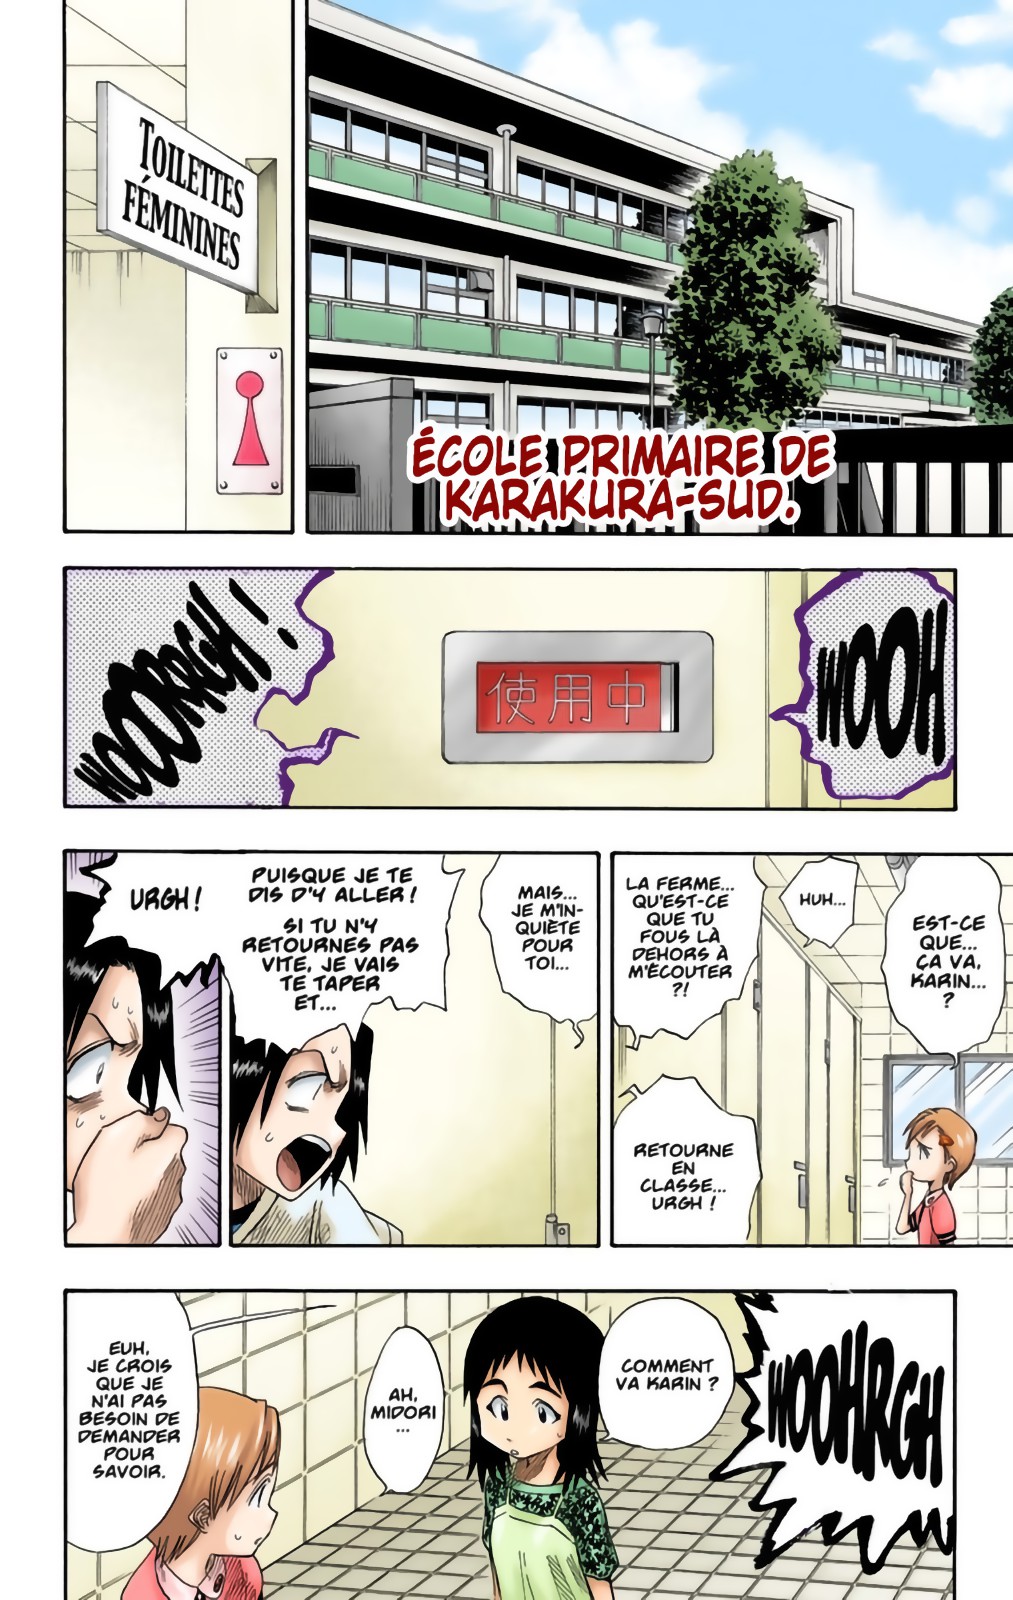 ÉCOLE PRIMAIRE DE
KARAKURA-SUD.
TOILETTES
FÉMININES
WOOH
使用中
WOOORRGH!
EST-CE
QUE...
ÇA VA,
KARIN...
?
HUH...
LA FERME...
QU'EST-CE
QUE TU
FOUS LÀ
DEHORS À
M'ÉCOUTER
?!
RETOURNE
EN
CLASSE...
URGH !
MAIS...
JE M'IN-
QUIÈTE
POUR
TOI...
PUISQUE JE TE
DIS D'Y ALLER !
SI TU N'Y
RETOURNES PAS
VITE, JE VAIS
TE TAPER
ET...
URGH !
WOOHRGH
COMMENT
VA KARIN ?
AH,
MIDORI
...
EUH,
JE CROIS
QUE JE
N'AI PAS
BESOIN DE
DEMANDER
POUR
SAVOIR.